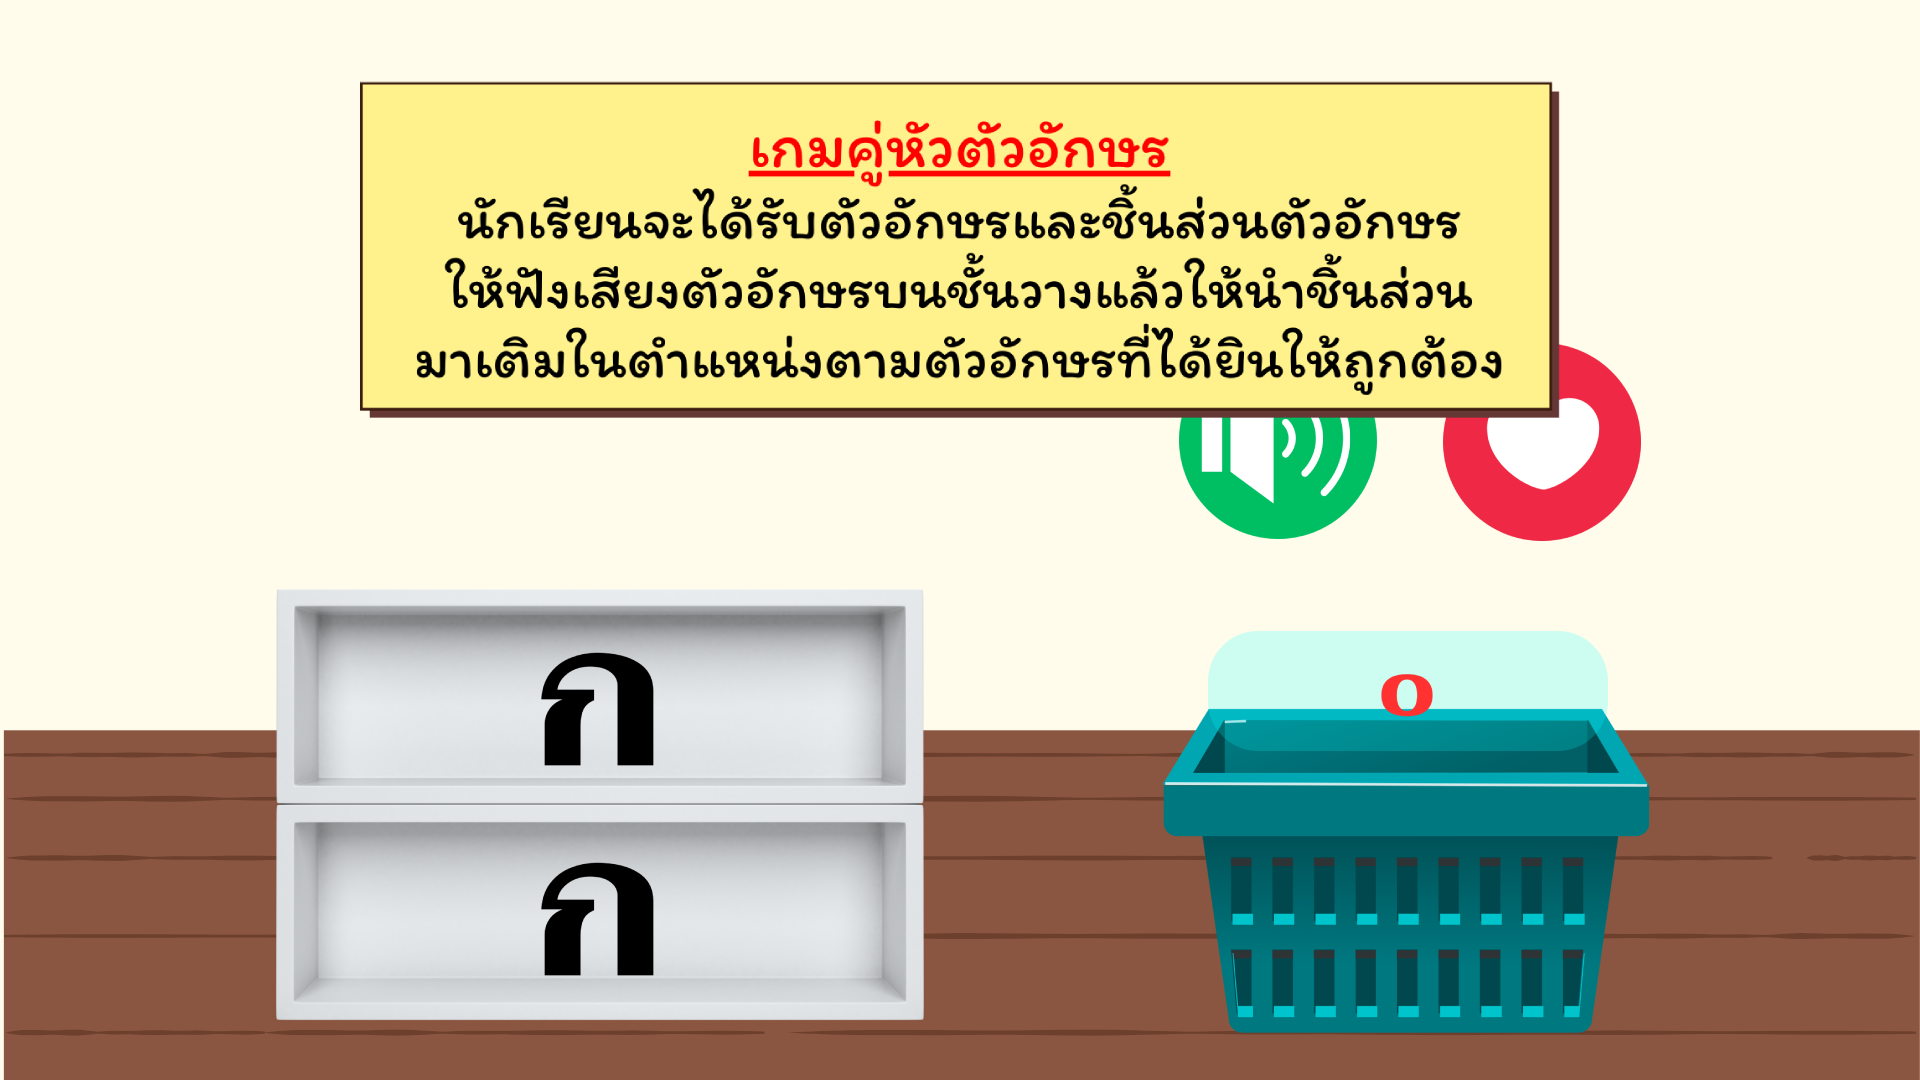 เกมคู่หัวตัวอักษร
นักเรียนจะได้รับตัวอักษรและชิ้นส่วนตัวอักษร
ให้ฟังเสียงตัวอักษรบนชั้นวางแล้วให้นำชิ้นส่วน
มาเติมในตำแหน่งตามตัวอักษรที่ได้ยินให้ถูกต้อง
ก
o
ก